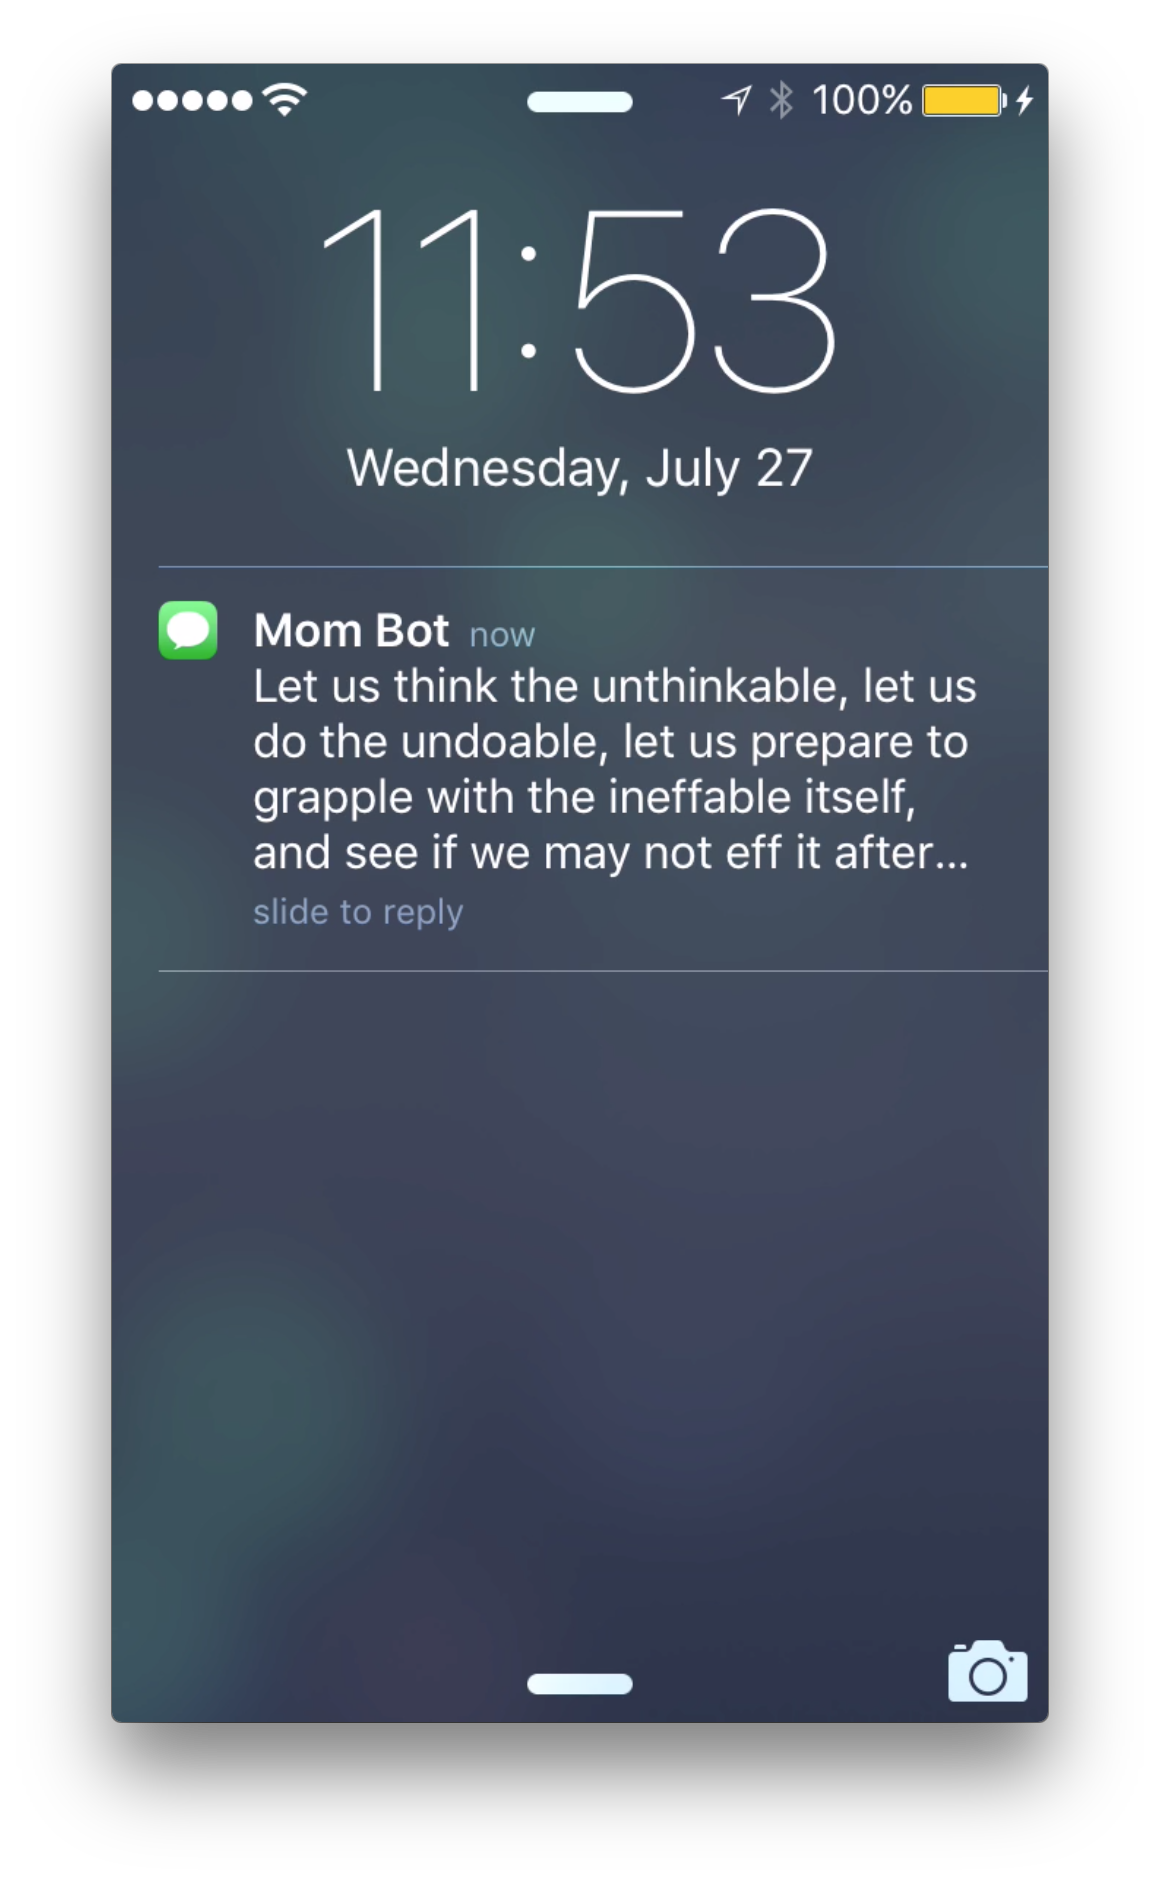 100%
11:53
Wednesday, July 27
Mom Bot now
Let us think the unthinkable, let us
do the undoable, let us prepare to
grapple with the ineffable itself,
and see if we may not eff it after...
slide to reply